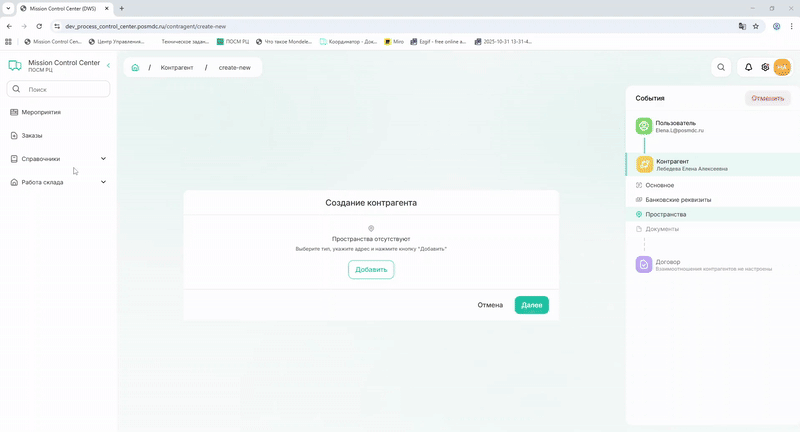 Mission Control Center (DWS)
dev_process_control_center.posmdc.ru/contragent/create-new
Mission Control Cen...
Центр Управления...
Техническое задан...
ПОСМ РЦ
Что такое Mondele...
Координатор - Док...
Miro
Ezgif - free online a...
2025-10-31 13-31-4...
Mission Control Center
ПОСМ РЦ
Поиск
Мероприятия
Заказы
Справочники
Работа склада
/ Контрагент / create-new
НА
Создание контрагента
Пространства отсутствуют
Выберите тип, укажите адрес и нажмите кнопку "Добавить"
Добавить
Отмена
Далее
События
Отменить
Пользователь
Elena.L@posmdc.ru
Контрагент
Лебедева Елена Алексеевна
Основное
Банковские реквизиты
Пространства
Документы
Договор
Взаимоотношения контрагентов не настроены